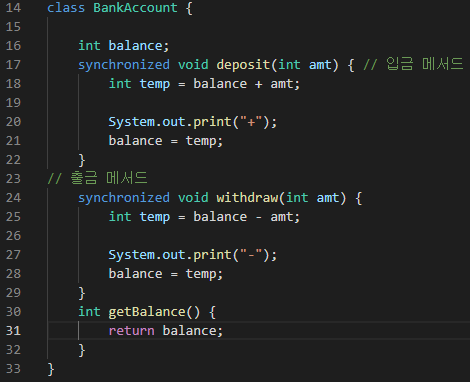 14 class BankAccount {
15
16     int balance;
17     synchronized void deposit(int amt) { // 입금 메서드
18         int temp = balance + amt;
19
20         System.out.print("+");
21         balance = temp;
22     }
23 // 출금 메서드
24     synchronized void withdraw(int amt) {
25         int temp = balance - amt;
26
27         System.out.print("-");
28         balance = temp;
29     }
30     int getBalance() {
31         return balance;
32     }
33 }